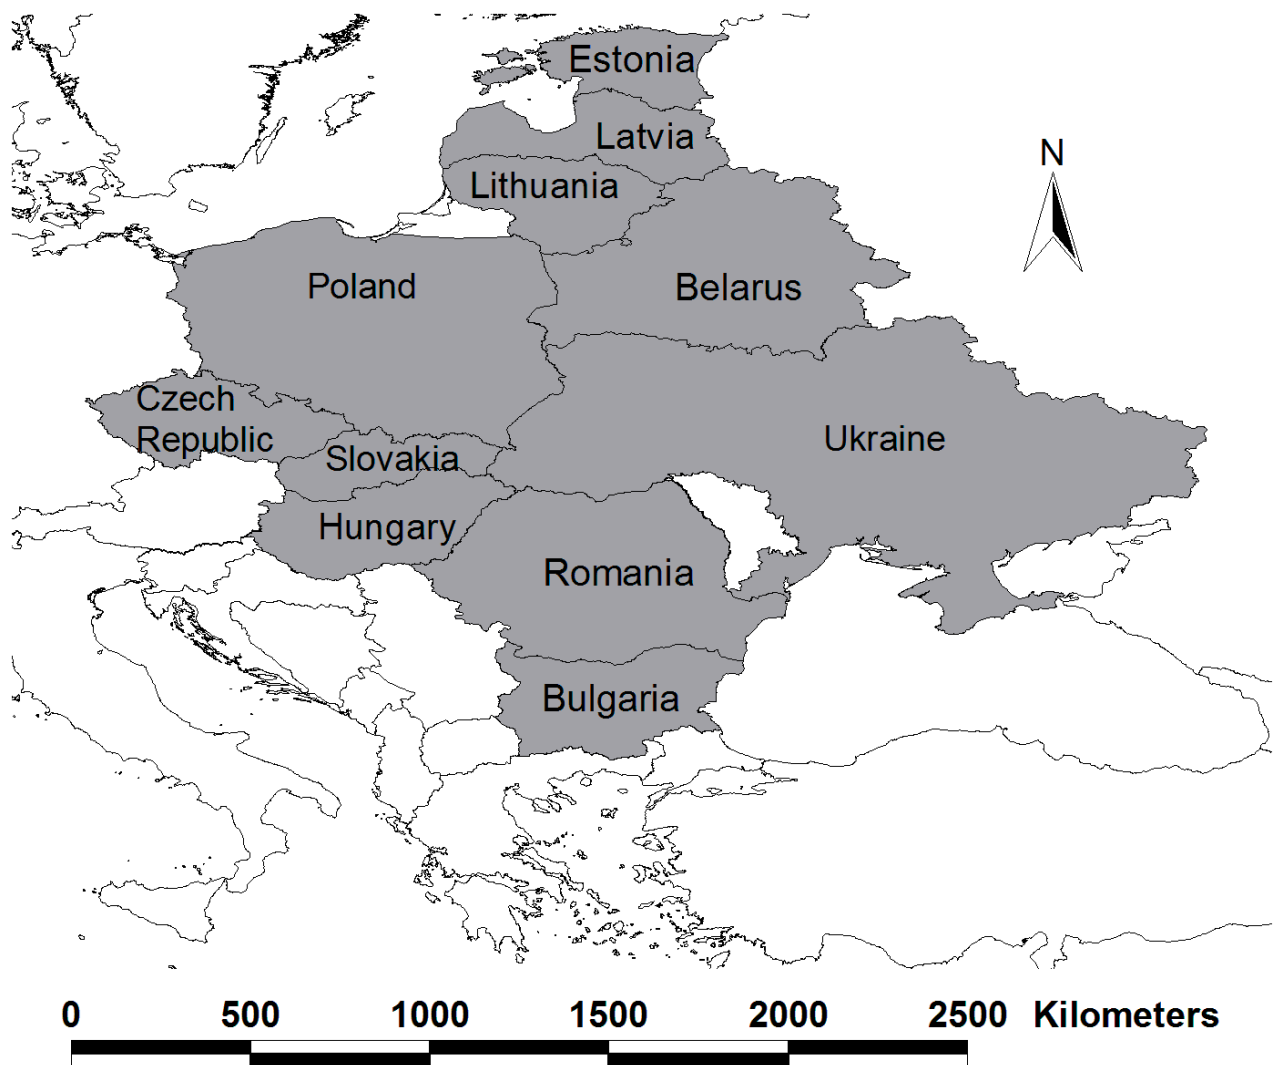 Estonia
Latvia
N
Lithuania
Poland
Belarus
Czech
Republic
Ukraine
Slovakia
Hungary
Romania
Bulgaria
0 500 1000 1500 2000 2500 Kilometers